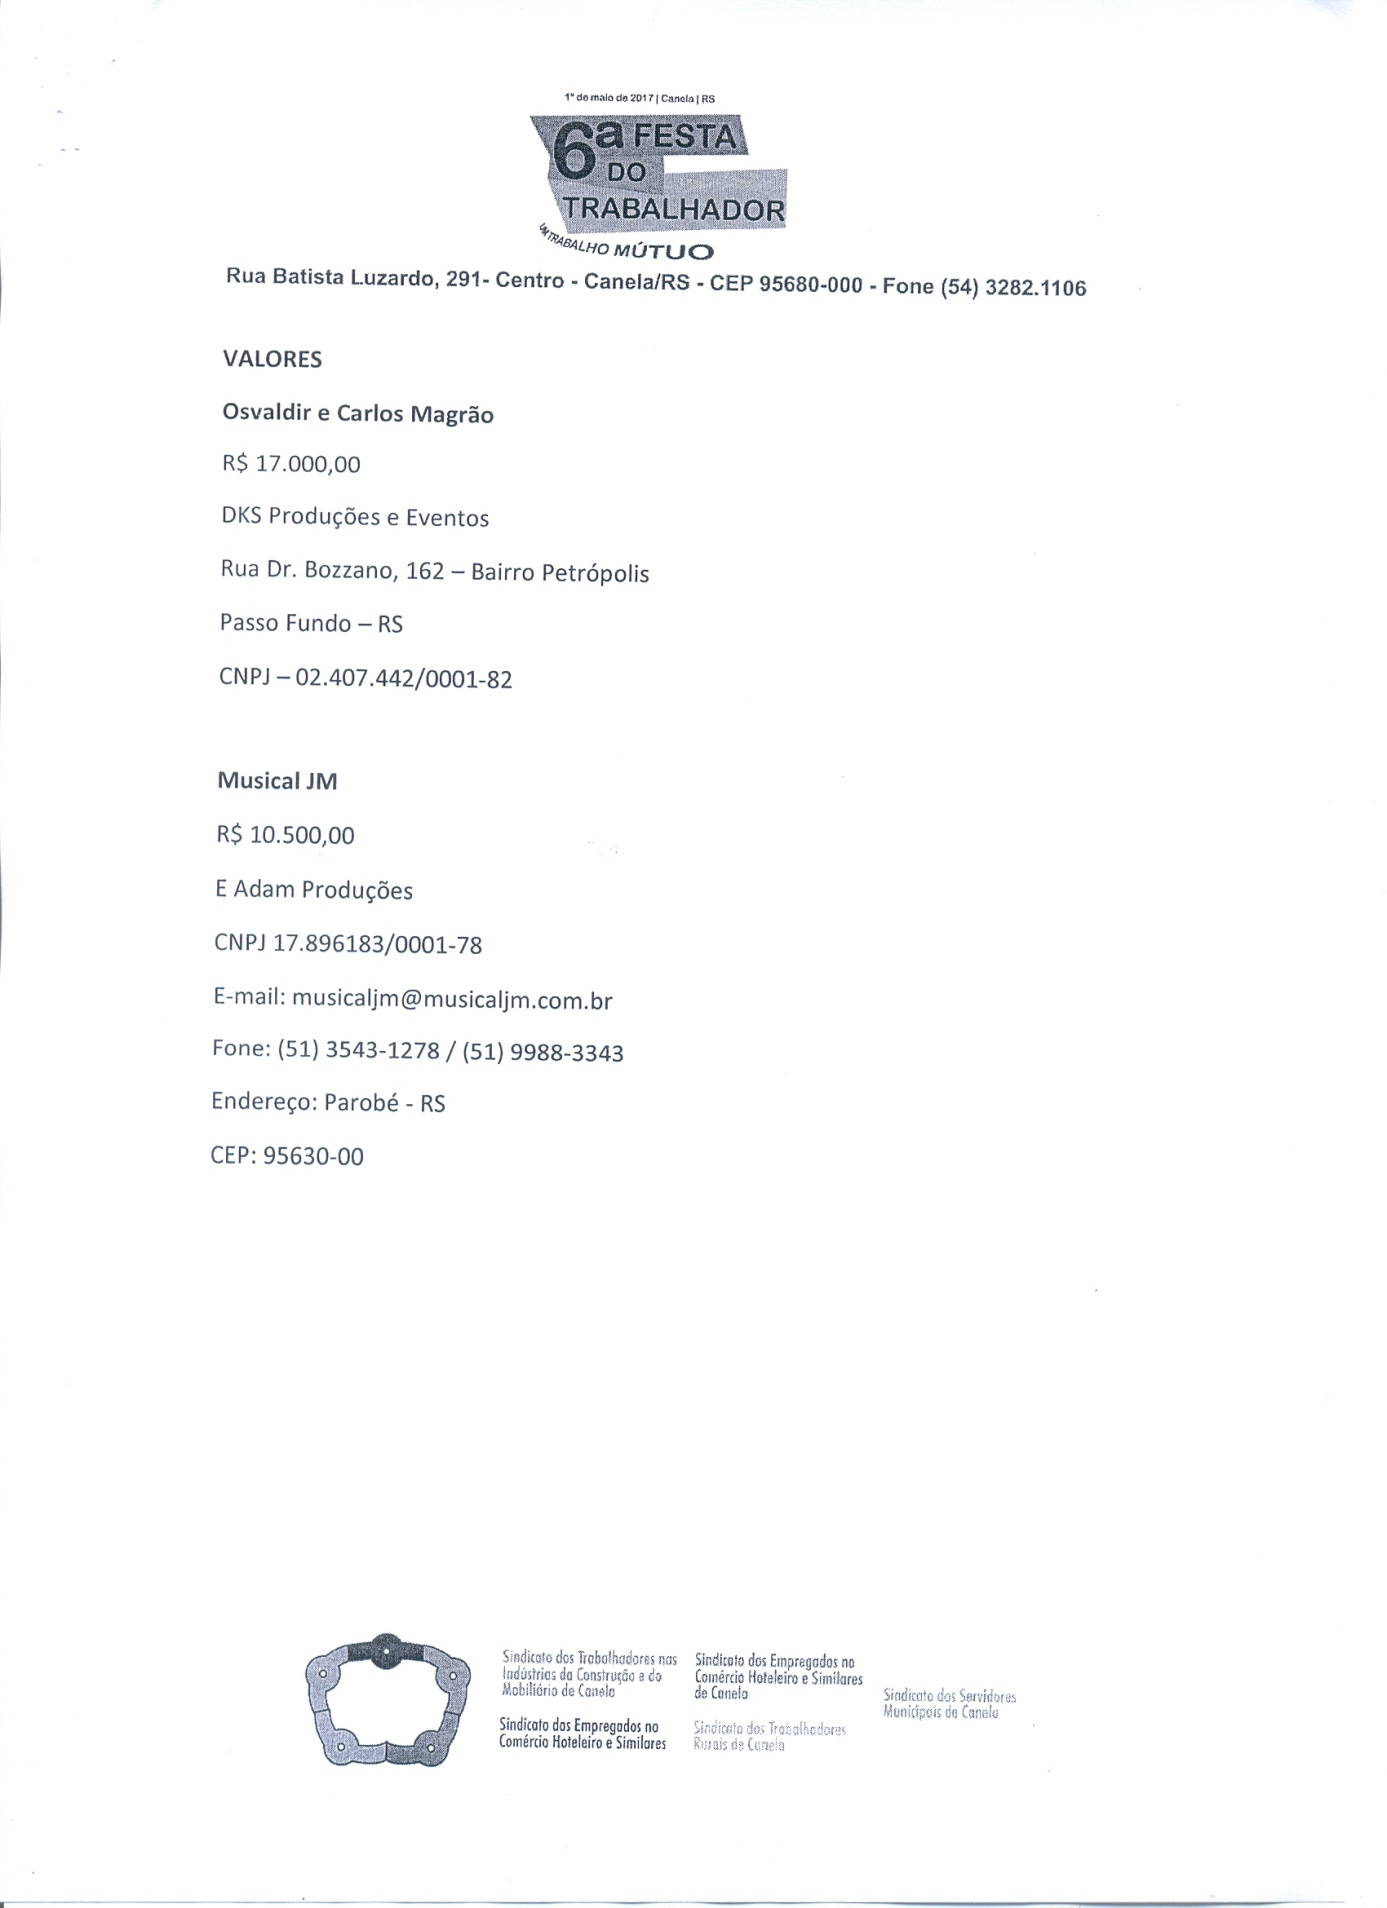 1º de maio de 2017 | Canela | RS
6a FESTA
DO
TRABALHADOR
UM TRABALHO MÚTUO
Rua Batista Luzardo, 291- Centro - Canela/RS - CEP 95680-000 - Fone (54) 3282.1106
VALORES
Osvaldir e Carlos Magrão
R$ 17.000,00
DKS Produções e Eventos
Rua Dr. Bozzano, 162 – Bairro Petrópolis
Passo Fundo – RS
CNPJ – 02.407.442/0001-82
Musical JM
R$ 10.500,00
E Adam Produções
CNPJ 17.896183/0001-78
E-mail: musicaljm@musicaljm.com.br
Fone: (51) 3543-1278 / (51) 9988-3343
Endereço: Parobé - RS
CEP: 95630-00
Sindicato dos Trabalhadores nas
Indústrias da Construção e do
Mobiliário de Canela
Sindicato dos Empregados no
Comércio Hoteleiro e Similares
Sindicato dos Empregados no
Comércio Hoteleiro e Similares
de Canela
Sindicato dos Trabalhadores
Rurais de Canela
Sindicato dos Servidores
Municipais de Canela